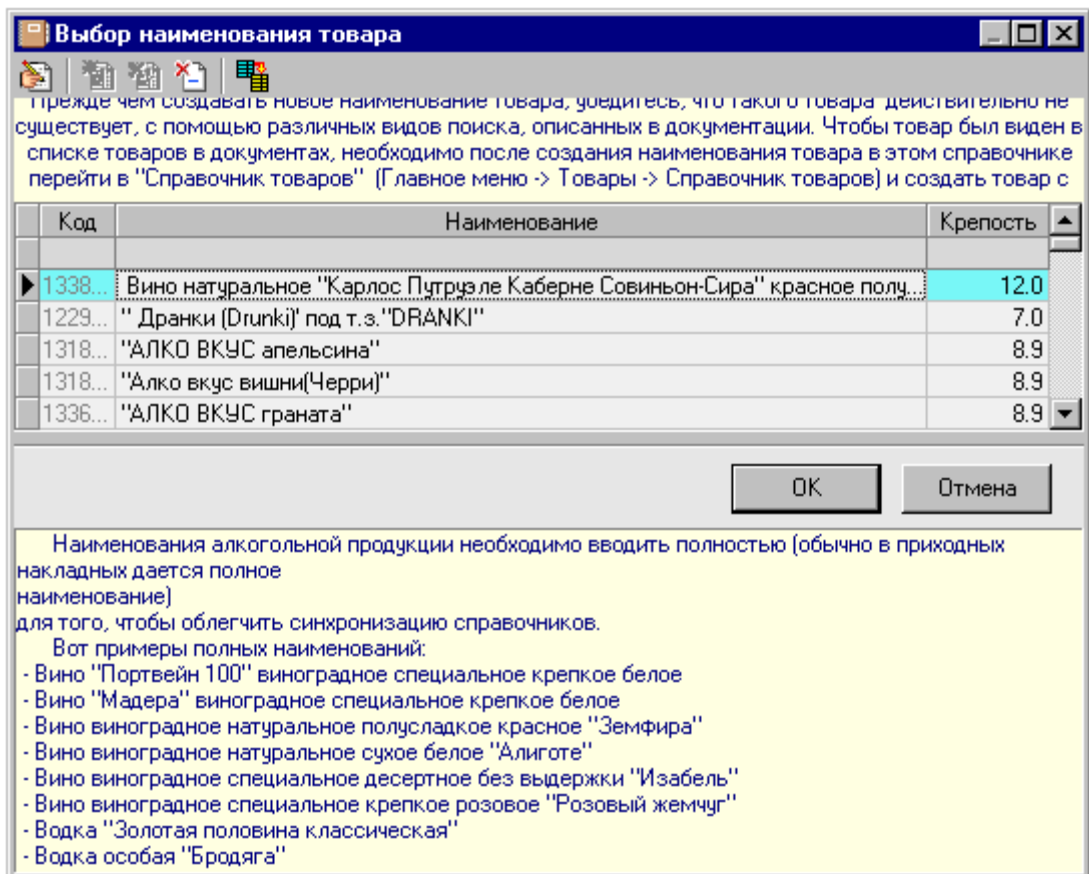 Выбор наименования товара
Прежде чем создавать новое наименование товара, убедитесь, что такого товара действительно не
существует, с помощью различных видов поиска, описанных в документации. Чтобы товар был виден в
списке товаров в документах, необходимо после создания наименования товара в этом справочнике
перейти в "Справочник товаров" (Главное меню -> Товары -> Справочник товаров) и создать товар с
Код Наименование Крепость
1338... Вино натуральное "Карлос Путруэле Каберне Совиньон-Сира" красное полу... 12.0
1229... " Дранки (Drunki)' под т.з."DRANKI" 7.0
1318... "АЛКО ВКУС апельсина" 8.9
1318... "Алко вкус вишни(Черри)" 8.9
1336... "АЛКО ВКУС граната" 8.9
OK Отмена
Наименования алкогольной продукции необходимо вводить полностью (обычно в приходных
накладных дается полное
наименование)
для того, чтобы облегчить синхронизацию справочников.
Вот примеры полных наименований:
- Вино "Портвейн 100" виноградное специальное крепкое белое
- Вино "Мадера" виноградное специальное крепкое белое
- Вино виноградное натуральное полусладкое красное "Земфира"
- Вино виноградное натуральное сухое белое "Алиготе"
- Вино виноградное специальное десертное без выдержки "Изабель"
- Вино виноградное специальное крепкое розовое "Розовый жемчуг"
- Водка "Золотая половина классическая"
- Водка особая "Бродяга"